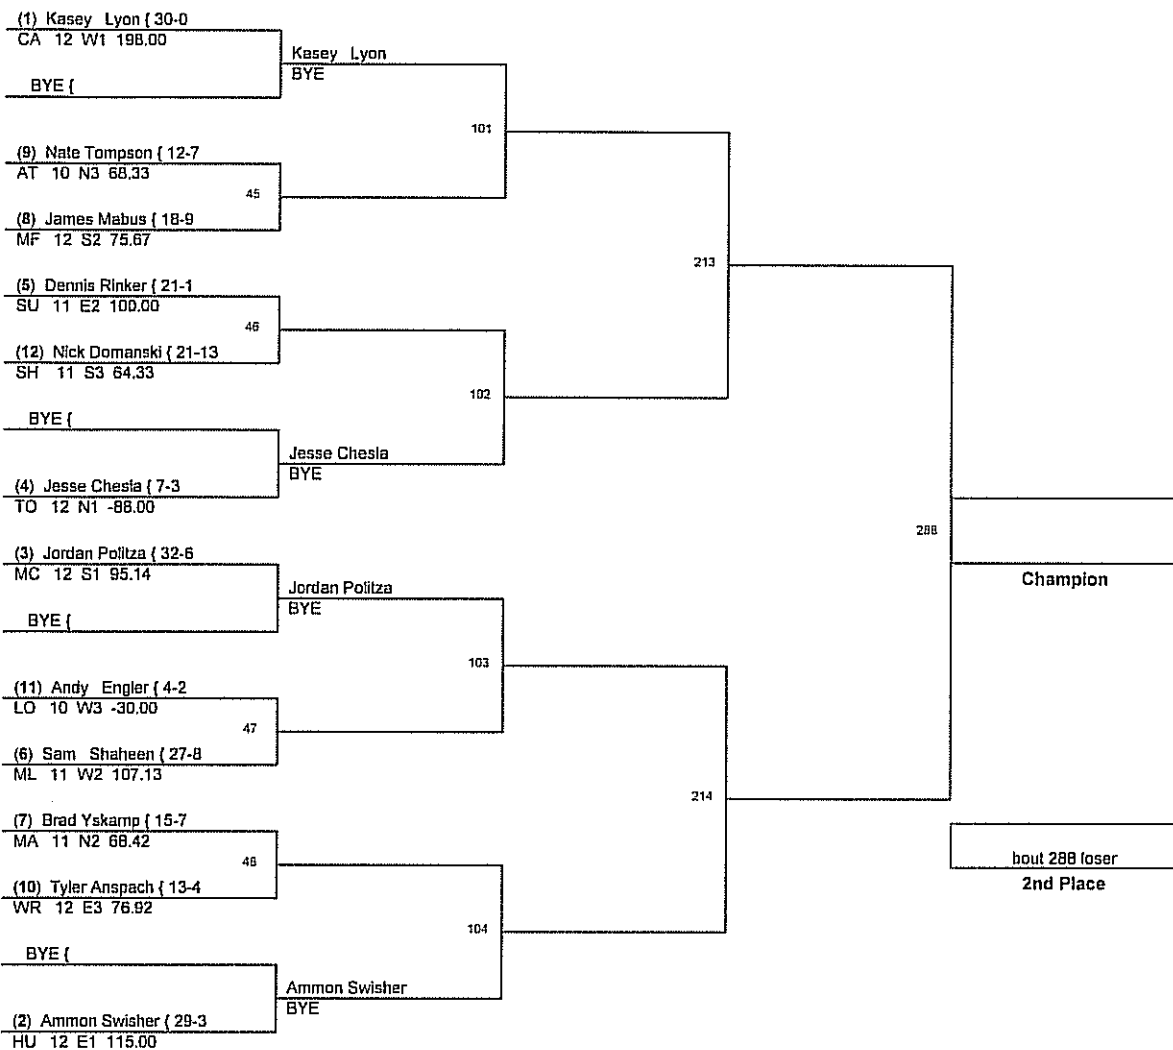 (1) Kasey Lyon { 30-0
CA 12 W1 198.00
Kasey Lyon
BYE
BYE {
101
(9) Nate Tompson { 12-7
AT 10 N3 68.33
45
(8) James Mabus { 18-9
MF 12 S2 75.67
213
(5) Dennis Rinker { 21-1
SU 11 E2 100.00
46
(12) Nick Domanski { 21-13
SH 11 S3 64.33
102
BYE {
Jesse Chesla
BYE
(4) Jesse Chesla { 7-3
TO 12 N1 -88.00
288
(3) Jordan Politza { 32-6
MC 12 S1 95.14
Champion
Jordan Politza
BYE
BYE {
103
(11) Andy Engler { 4-2
LO 10 W3 -30.00
47
(6) Sam Shaheen { 27-8
ML 11 W2 107.13
214
(7) Brad Yskamp { 15-7
MA 11 N2 68.42
48
bout 288 loser
2nd Place
(10) Tyler Anspach { 13-4
WR 12 E3 76.92
104
BYE {
Ammon Swisher
BYE
(2) Ammon Swisher { 29-3
HU 12 E1 115.00